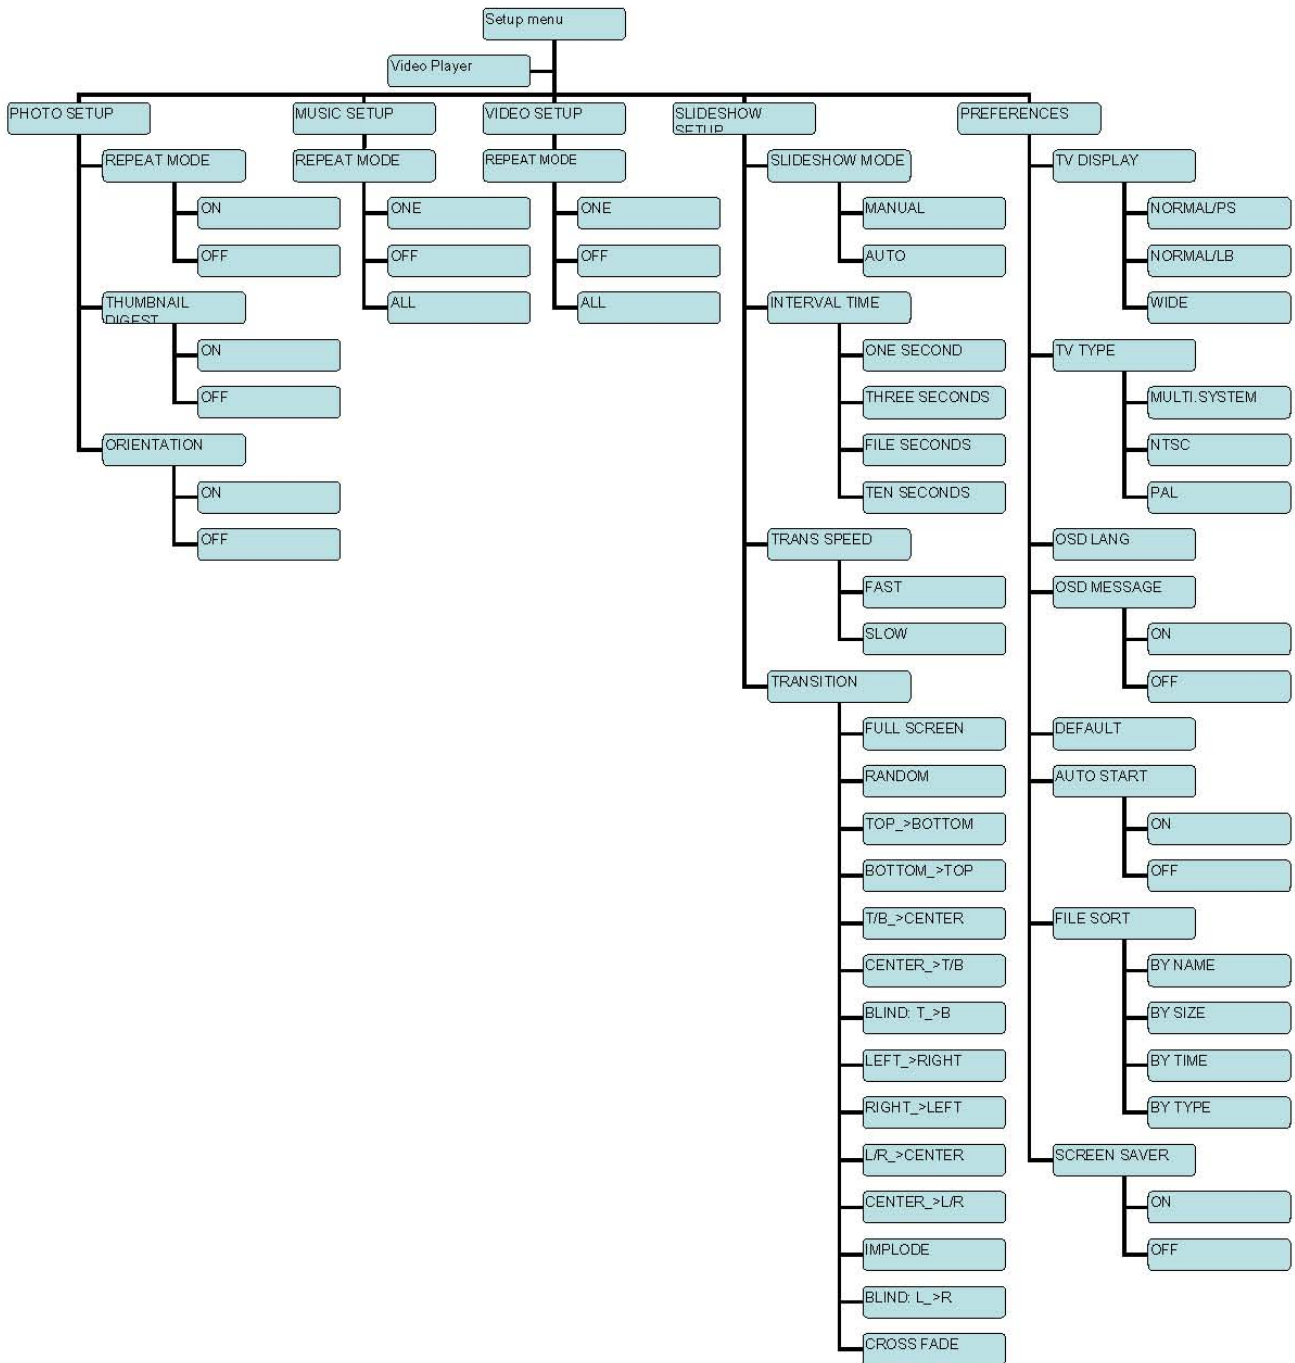 Setup menu
Video Player
PHOTO SETUP
REPEAT MODE
ON
OFF
THUMBNAIL
DIGEST
ON
OFF
ORIENTATION
ON
OFF
MUSIC SETUP
REPEAT MODE
ONE
OFF
ALL
VIDEO SETUP
REPEAT MODE
ONE
OFF
ALL
SLIDESHOW
SETUP
SLIDESHOW MODE
MANUAL
AUTO
INTERVAL TIME
ONE SECOND
THREE SECONDS
FILE SECONDS
TEN SECONDS
TRANS SPEED
FAST
SLOW
TRANSITION
FULL SCREEN
RANDOM
TOP_>BOTTOM
BOTTOM_>TOP
T/B_>CENTER
CENTER_>T/B
BLIND: T_>B
LEFT_>RIGHT
RIGHT_>LEFT
L/R_>CENTER
CENTER_>L/R
IMPLODE
BLIND: L_>R
CROSS FADE
PREFERENCES
TV DISPLAY
NORMAL/PS
NORMAL/LB
WIDE
TV TYPE
MULTI.SYSTEM
NTSC
PAL
OSD LANG
OSD MESSAGE
ON
OFF
DEFAULT
AUTO START
ON
OFF
FILE SORT
BY NAME
BY SIZE
BY TIME
BY TYPE
SCREEN SAVER
ON
OFF